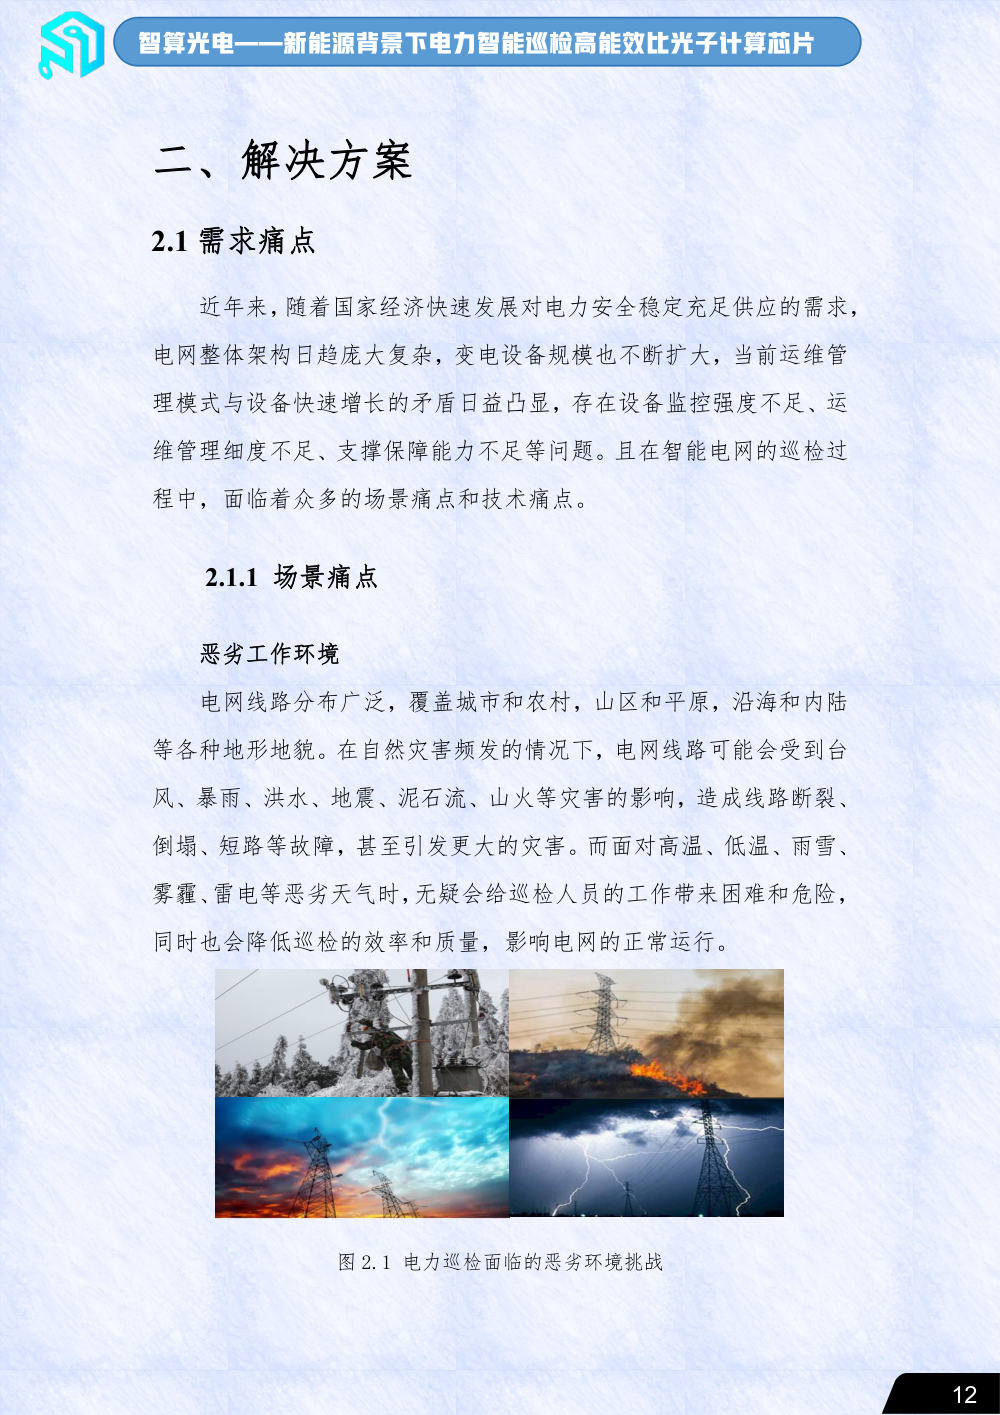 智算光电——新能源背景下电力智能巡检高能效比光子计算芯片
二、解决方案
2.1 需求痛点
近年来，随着国家经济快速发展对电力安全稳定充足供应的需求，
电网整体架构日趋庞大复杂，变电设备规模也不断扩大，当前运维管
理模式与设备快速增长的矛盾日益凸显，存在设备监控强度不足、运
维管理细度不足、支撑保障能力不足等问题。且在智能电网的巡检过
程中，面临着众多的场景痛点和技术痛点。
2.1.1 场景痛点
恶劣工作环境
电网线路分布广泛，覆盖城市和农村，山区和平原，沿海和内陆
等各种地形地貌。在自然灾害频发的情况下，电网线路可能会受到台
风、暴雨、洪水、地震、泥石流、山火等灾害的影响，造成线路断裂、
倒塌、短路等故障，甚至引发更大的灾害。而面对高温、低温、雨雪、
雾霾、雷电等恶劣天气时，无疑会给巡检人员的工作带来困难和危险，
同时也会降低巡检的效率和质量，影响电网的正常运行。
图 2.1 电力巡检面临的恶劣环境挑战
12